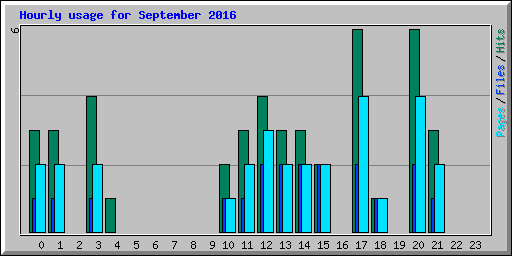 Hourly usage for September 2016
6
Pages/Files/Hits
0 1 2 3 4 5 6 7 8 9 10 11 12 13 14 15 16 17 18 19 20 21 22 23